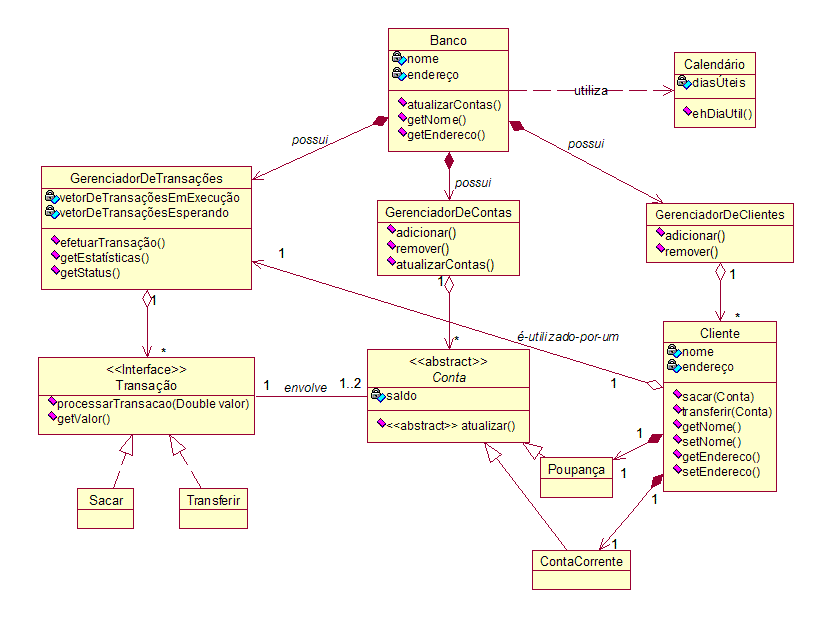 Banco
nome
endereço
atualizarContas()
getNome()
getEndereco()
Calendário
diasÚteis
ehDiaUtil()
utiliza
possui
possui
possui
GerenciadorDeTransações
vetorDeTransaçõesEmExecução
vetorDeTransaçõesEsperando
efetuarTransação()
getEstatísticas()
getStatus()
GerenciadorDeContas
adicionar()
remover()
atualizarContas()
GerenciadorDeClientes
adicionar()
remover()
1
1
1
1
*
*
*
é-utilizado-por-um
1
<<Interface>>
Transação
processarTransacao(Double valor)
getValor()
1
envolve
1..2
<<abstract>>
Conta
saldo
<<abstract>> atualizar()
Cliente
nome
endereço
sacar(Conta)
transferir(Conta)
getNome()
setNome()
getEndereco()
setEndereco()
1
1
1
1
Poupança
Sacar
Transferir
ContaCorrente